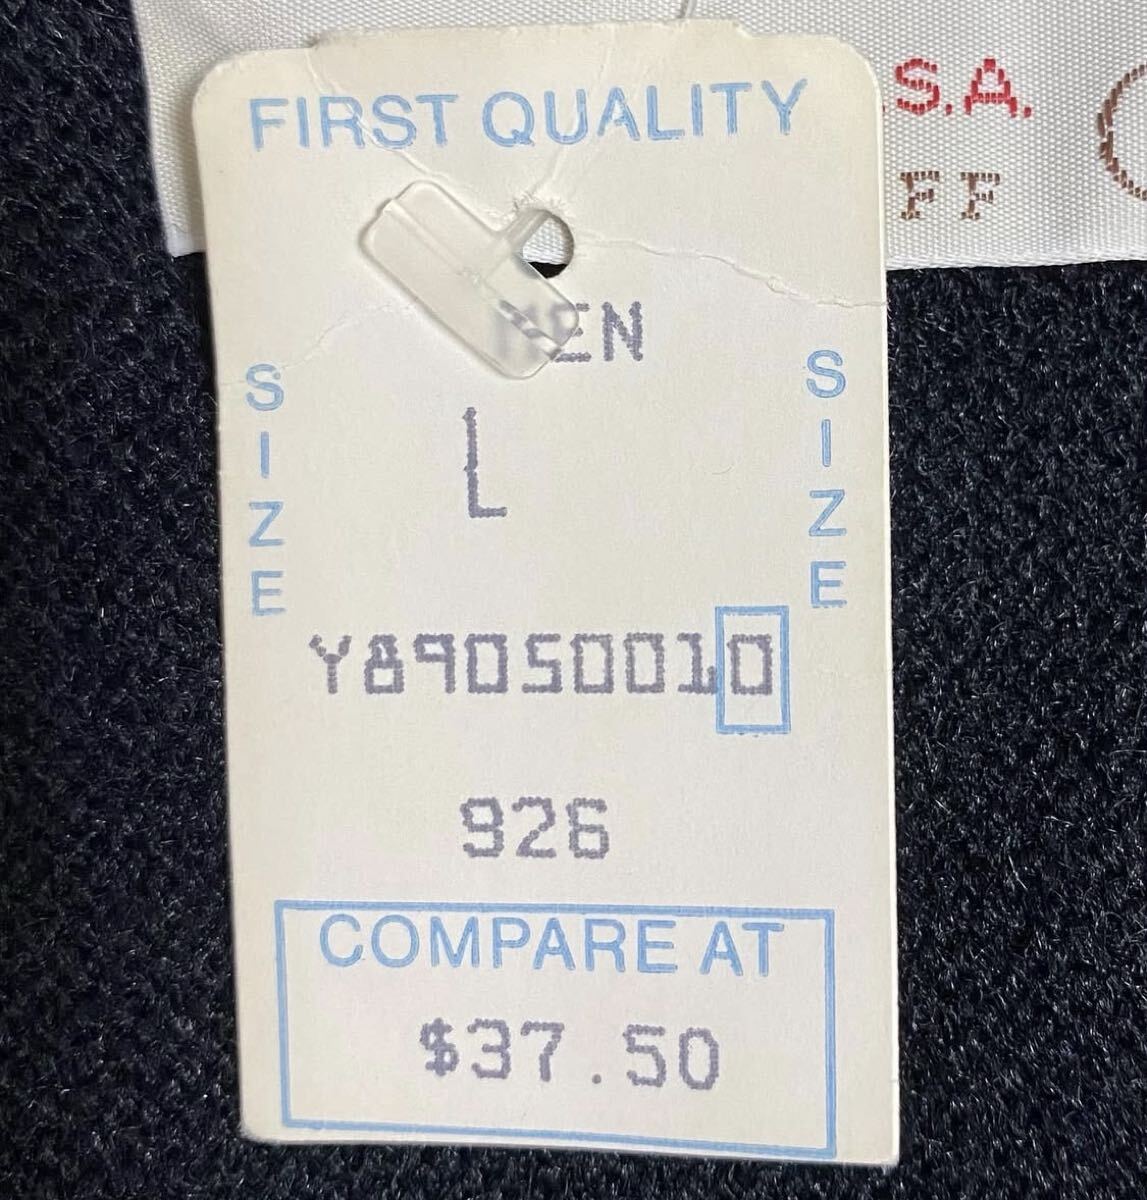 FIRST QUALITY
.S.A.
FF
MEN
SIZE
L
SIZE
Y89050010
926
COMPARE AT
$37.50